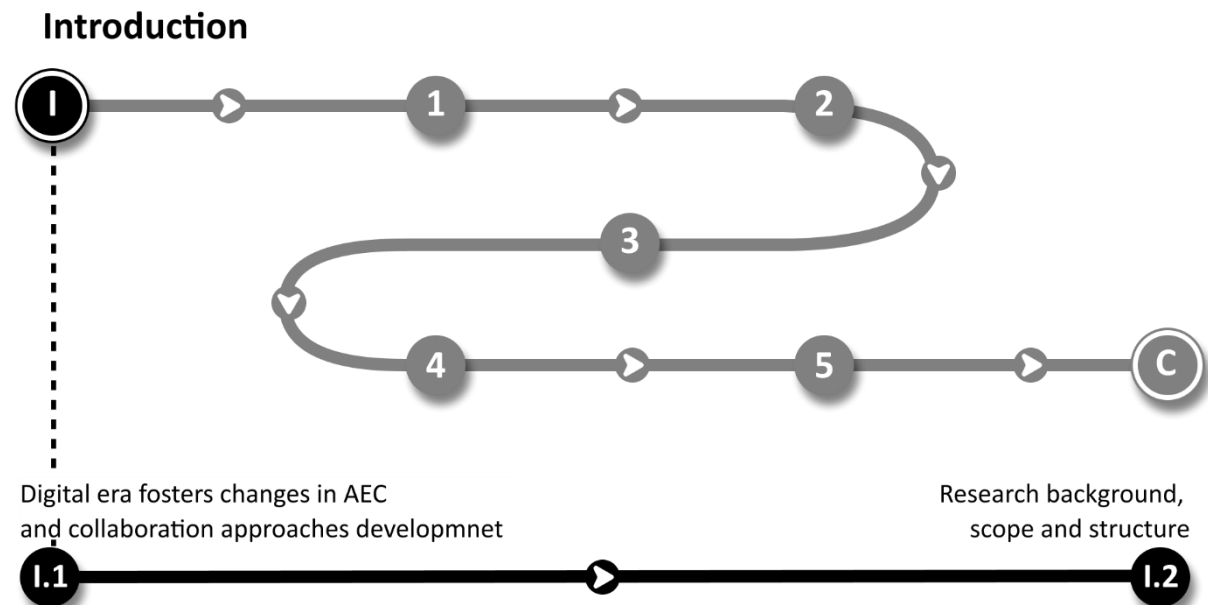 Introduction
I
1
2
3
4
5
C
Digital era fosters changes in AEC
and collaboration approaches developmnet
Research background,
scope and structure
I.1
I.2